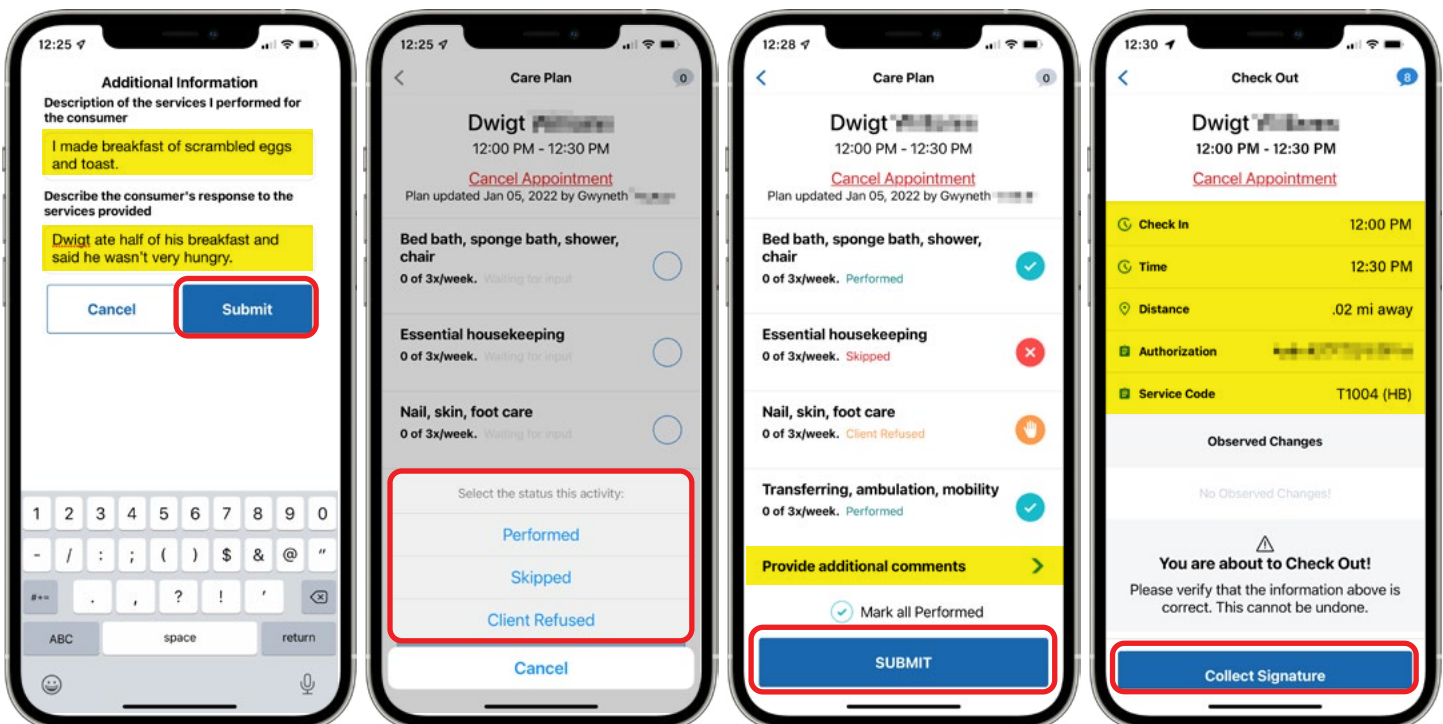 12:25
Additional Information
Description of the services I performed for
the consumer
I made breakfast of scrambled eggs
and toast.
Describe the consumer's response to the
services provided
Dwigt ate half of his breakfast and
said he wasn't very hungry.
Cancel
Submit
1 2 3 4 5 6 7 8 9 0
- / : ; ( ) $ & @ "
#+= . , ? ! '
ABC space return
12:25
Care Plan
0
Dwigt
12:00 PM - 12:30 PM
Cancel Appointment
Plan updated Jan 05, 2022 by Gwyneth
Bed bath, sponge bath, shower,
chair
0 of 3x/week. Waiting for input
Essential housekeeping
0 of 3x/week. Waiting for input
Nail, skin, foot care
0 of 3x/week. Waiting for input
Select the status this activity:
Performed
Skipped
Client Refused
Cancel
12:28
Care Plan
0
Dwigt
12:00 PM - 12:30 PM
Cancel Appointment
Plan updated Jan 05, 2022 by Gwyneth
Bed bath, sponge bath, shower,
chair
0 of 3x/week. Performed
Essential housekeeping
0 of 3x/week. Skipped
Nail, skin, foot care
0 of 3x/week. Client Refused
Transferring, ambulation, mobility
0 of 3x/week. Performed
Provide additional comments
Mark all Performed
SUBMIT
12:30
Check Out
8
Dwigt
12:00 PM - 12:30 PM
Cancel Appointment
Check In 12:00 PM
Time 12:30 PM
Distance .02 mi away
Authorization
Service Code T1004 (HB)
Observed Changes
No Observed Changes!
You are about to Check Out!
Please verify that the information above is
correct. This cannot be undone.
Collect Signature